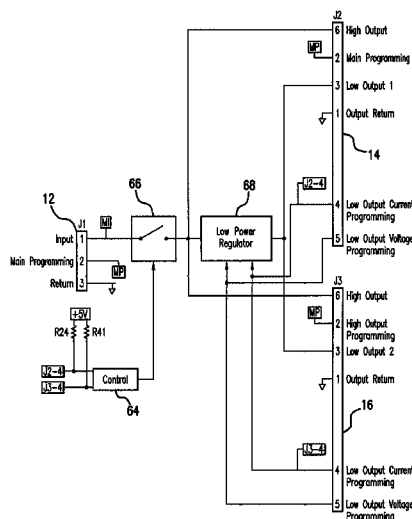 J2
6 High Output
MP
2 Main Programming
3 Low Output 1
1 Output Return
14
J2-4
4 Low Output Current Programming
5 Low Output Voltage Programming
12
J1
Input 1
MI
Main Programming 2
MP
Return 3
66
68
Low Power Regulator
J3
6 High Output
MP
2 High Output Programming
3 Low Output 2
1 Output Return
16
J3-4
4 Low Output Current Programming
5 Low Output Voltage Programming
+5V
R24
R41
J2-4
J3-4
Control
64